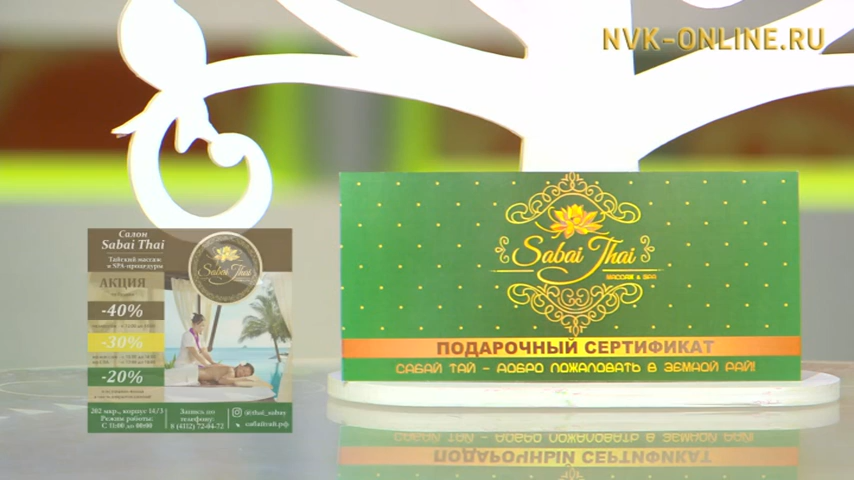 NVK-ONLINE.RU
Салон
Sabai Thai
Тайский массаж
и SPA-процедуры
Sabai Thai
АКЦИЯ
-40%
-30%
-20%
202 мкр., корпус 14/3
Режим работы:
С 11:00 до 00:00
Запись по
телефону:
8 (4112) 72-04-72
@thai_sabay
сабайтай.рф
Sabai Thai
МАССАЖ & SPA
ПОДАРОЧНЫЙ СЕРТИФИКАТ
САБАЙ ТАЙ – ДОБРО ПОЖАЛОВАТЬ В ЗЕМНОЙ РАЙ!